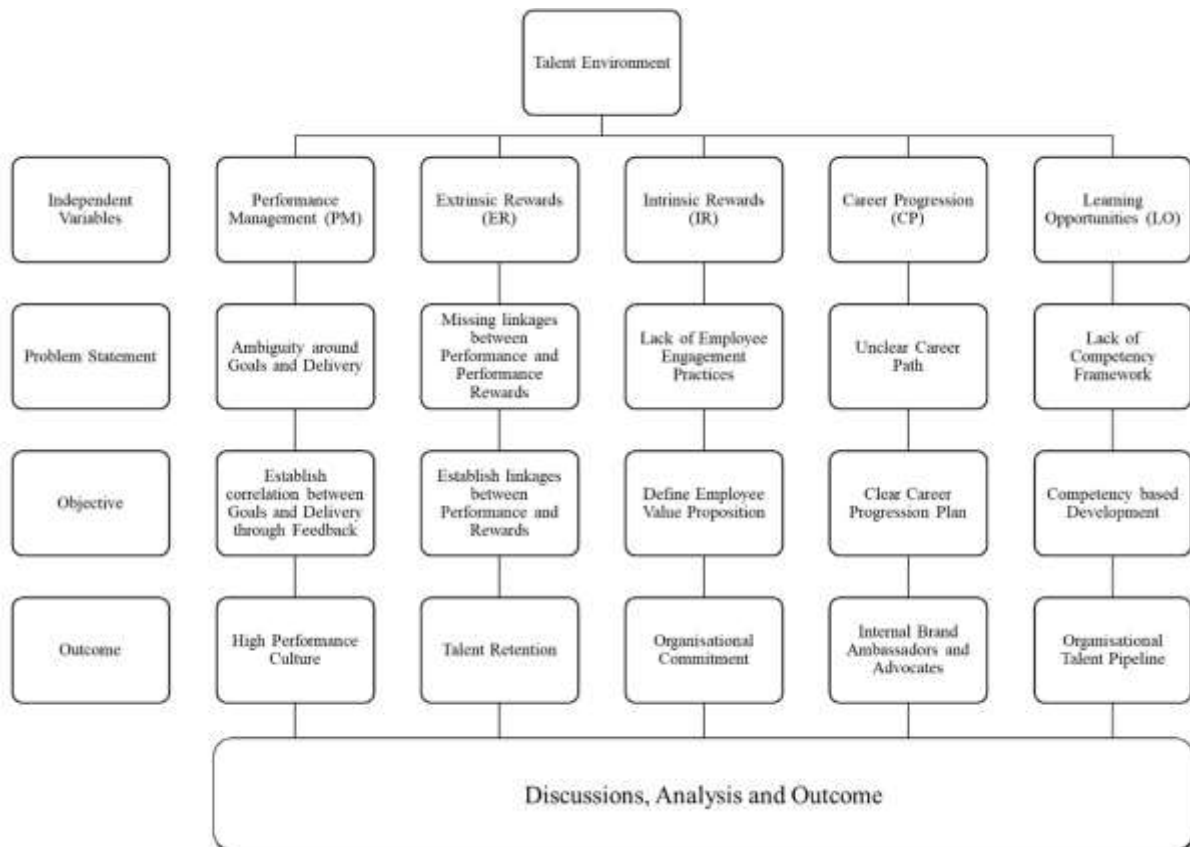 Talent Environment
Independent
Variables
Performance
Management (PM)
Extrinsic Rewards
(ER)
Intrinsic Rewards
(IR)
Career Progression
(CP)
Learning
Opportunities (LO)
Problem Statement
Ambiguity around
Goals and Delivery
Missing linkages
between
Performance and
Performance
Rewards
Lack of Employee
Engagement
Practices
Unclear Career
Path
Lack of
Competency
Framework
Objective
Establish
correlation between
Goals and Delivery
through Feedback
Establish linkages
between
Performance and
Rewards
Define Employee
Value Proposition
Clear Career
Progression Plan
Competency based
Development
Outcome
High Performance
Culture
Talent Retention
Organisational
Commitment
Internal Brand
Ambassadors and
Advocates
Organisational
Talent Pipeline
Discussions, Analysis and Outcome